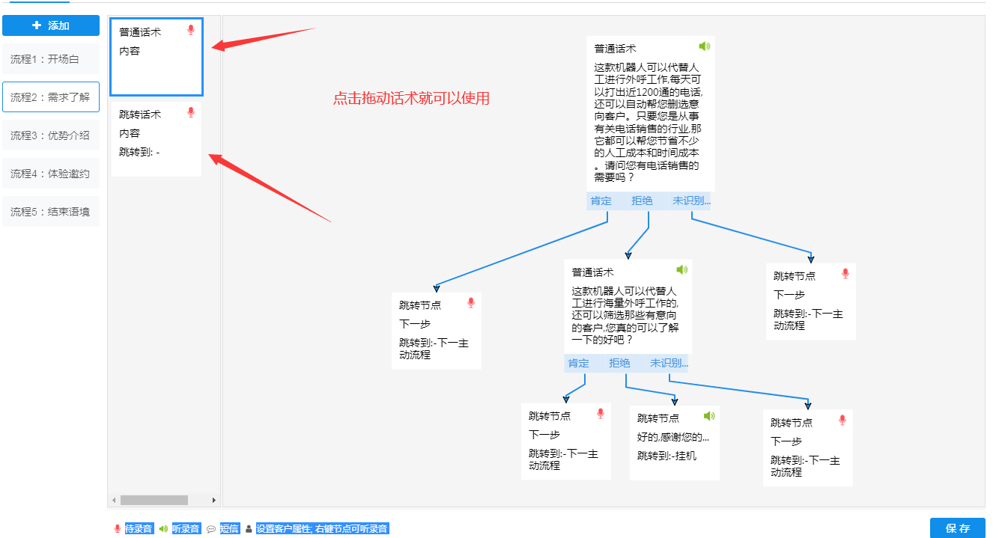 添加
流程1：开场白
流程2：需求了解
流程3：优势介绍
流程4：体验邀约
流程5：结束语境
普通话术
内容
跳转话术
内容
跳转到: -
点击拖动话术就可以使用
普通话术
这款机器人可以代替人
工进行外呼工作,每天可
以打出近1200通的电话,
还可以自动帮您删选意
向客户。只要您是从事
有关电话销售的行业,那
它都可以帮您节省不少
的人工成本和时间成本
。请问您有电话销售的
需要吗？
肯定 拒绝 未识别...
跳转节点
下一步
跳转到:-下一主
动流程
普通话术
这款机器人可以代替人
工进行海量外呼工作的,
还可以筛选那些有意向
的客户,您真的可以了解
一下的好吧？
肯定 拒绝 未识别...
跳转节点
下一步
跳转到:-下一主
动流程
跳转节点
下一步
跳转到:-下一主
动流程
跳转节点
好的,感谢您的...
跳转到:-挂机
跳转节点
下一步
跳转到:-下一主
动流程
待录音 听录音 短信 设置客户属性; 右键节点可听录音
保存